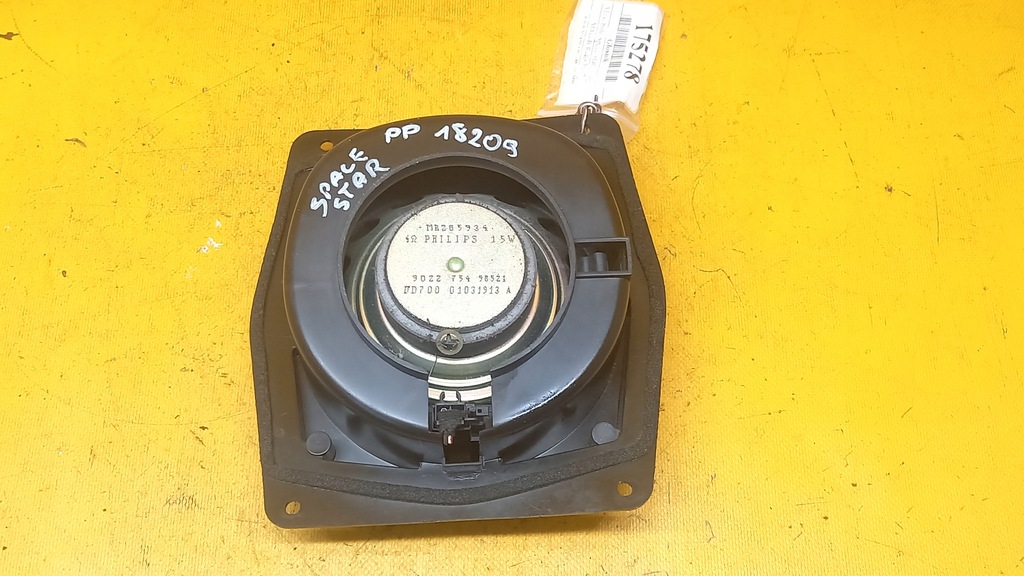 175278
SPACE STAR PP 18209
MR285934
4Ω PHILIPS 15W
9022 754 98521
FD700 01031913 A